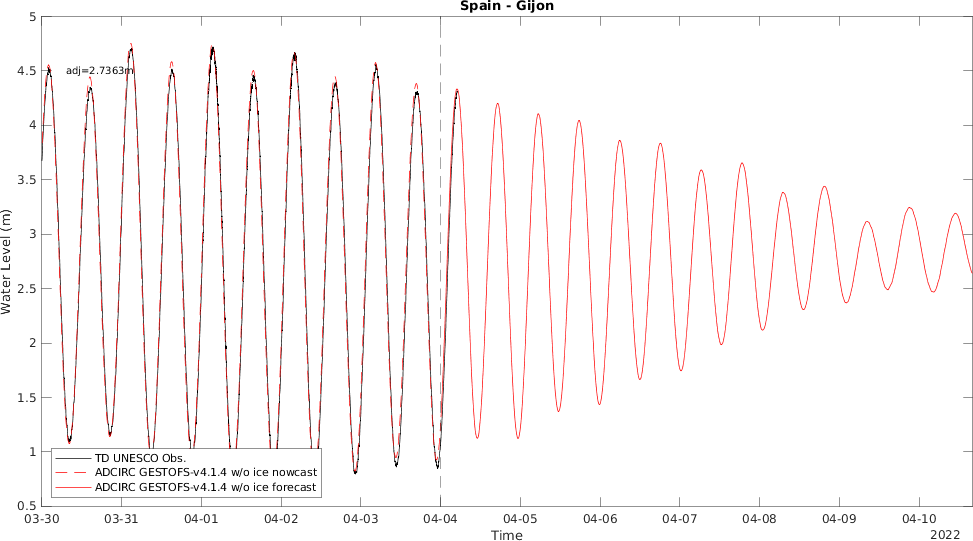 Spain - Gijon
Water Level (m)
5
4.5
4
3.5
3
2.5
2
1.5
1
0.5
adj=2.7363m
TD UNESCO Obs.
ADCIRC GESTOFS-v4.1.4 w/o ice nowcast
ADCIRC GESTOFS-v4.1.4 w/o ice forecast
03-30 03-31 04-01 04-02 04-03 04-04 04-05 04-06 04-07 04-08 04-09 04-10
Time
2022